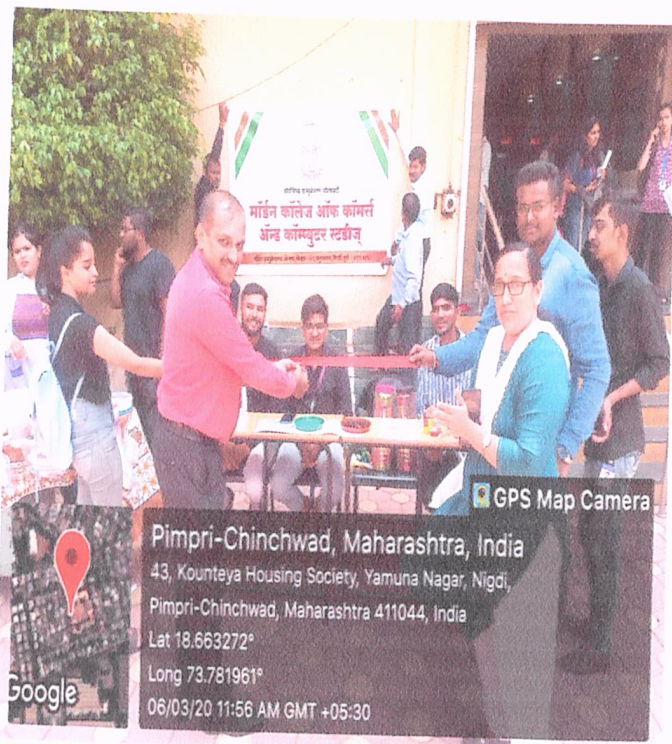 मॉडर्न कॉलेज ऑफ कॉमर्स
ॲन्ड कॉम्प्युटर स्टडीज्
GPS Map Camera
Pimpri-Chinchwad, Maharashtra, India
43, Kounteya Housing Society, Yamuna Nagar, Nigdi,
Pimpri-Chinchwad, Maharashtra 411044, India
Lat 18.663272°
Long 73.781961°
06/03/20 11:56 AM GMT +05:30
Google